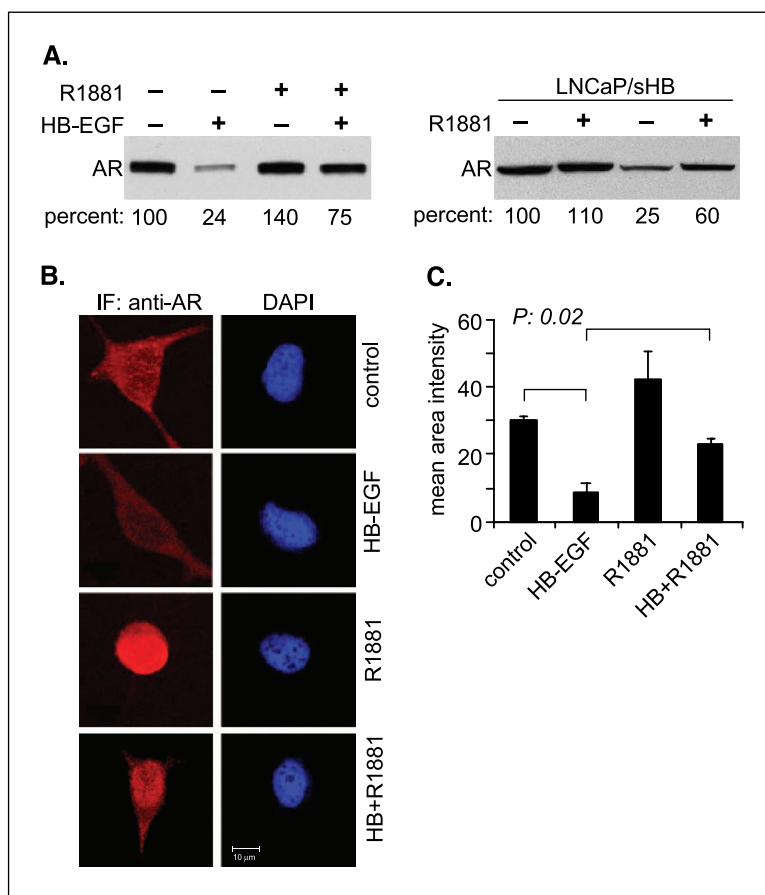 A.
R1881 – – + +
HB-EGF – + – +
AR
percent: 100 24 140 75
LNCaP/sHB
R1881 – + – +
AR
percent: 100 110 25 60
B.
IF: anti-AR DAPI
control
HB-EGF
R1881
HB+R1881
10 μm
C.
P: 0.02
mean area intensity
60
40
20
0
control
HB-EGF
R1881
HB+R1881